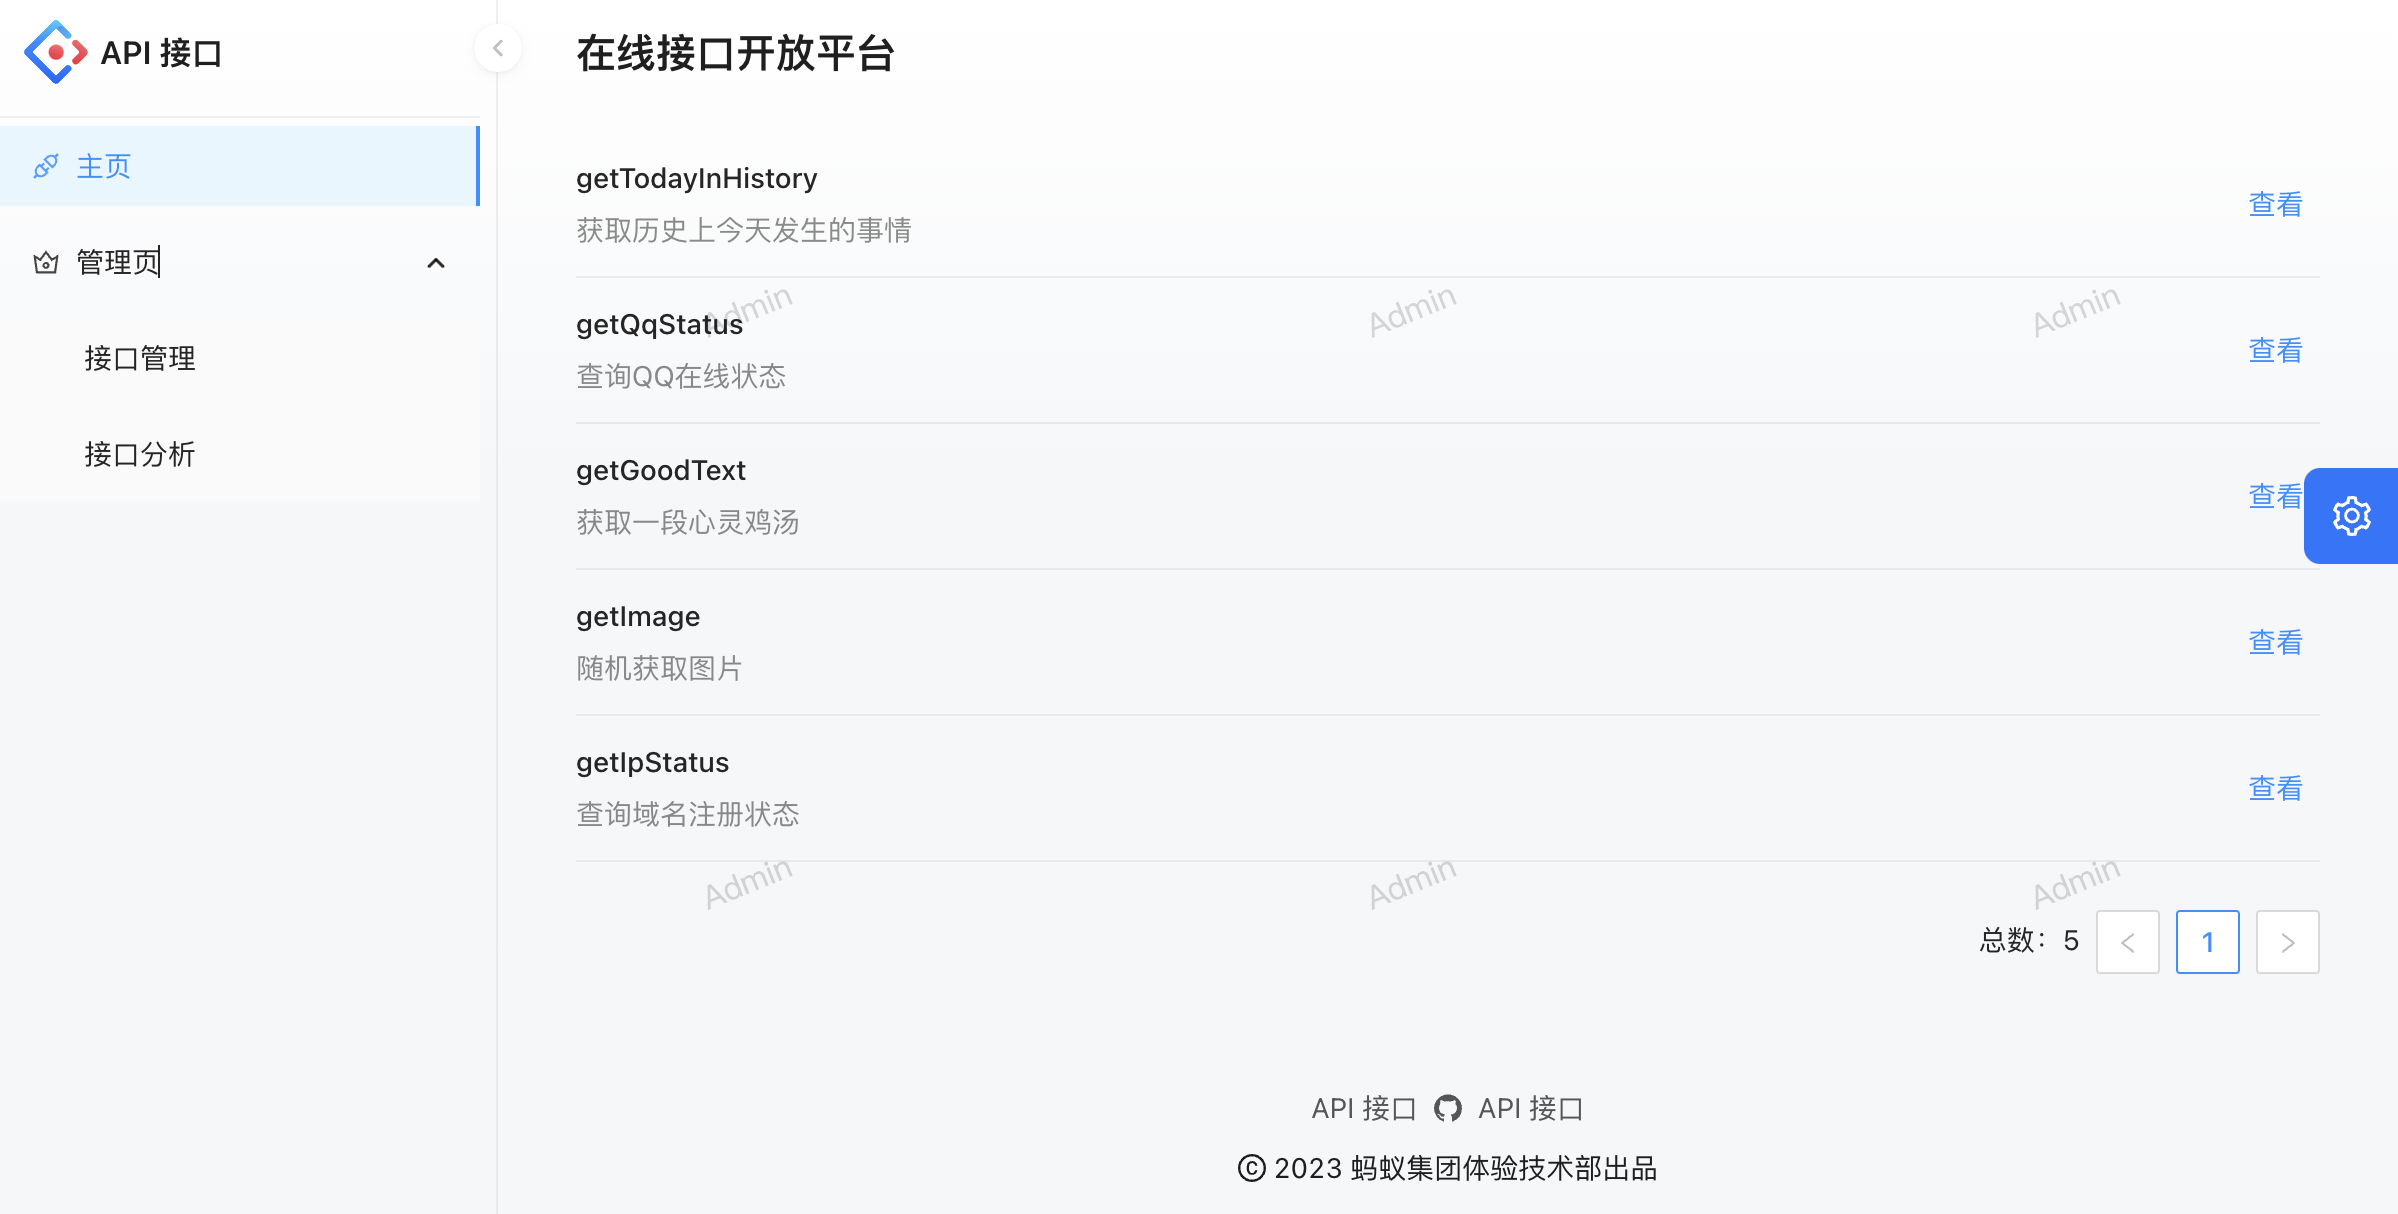 API 接口
主页
管理页
接口管理
接口分析
在线接口开放平台
getTodayInHistory
获取历史上今天发生的事情
查看
getQqStatus
查询QQ在线状态
查看
getGoodText
获取一段心灵鸡汤
查看
getImage
随机获取图片
查看
getIpStatus
查询域名注册状态
查看
Admin Admin Admin
Admin Admin Admin
总数：5 < 1 >
API 接口 API 接口
© 2023 蚂蚁集团体验技术部出品